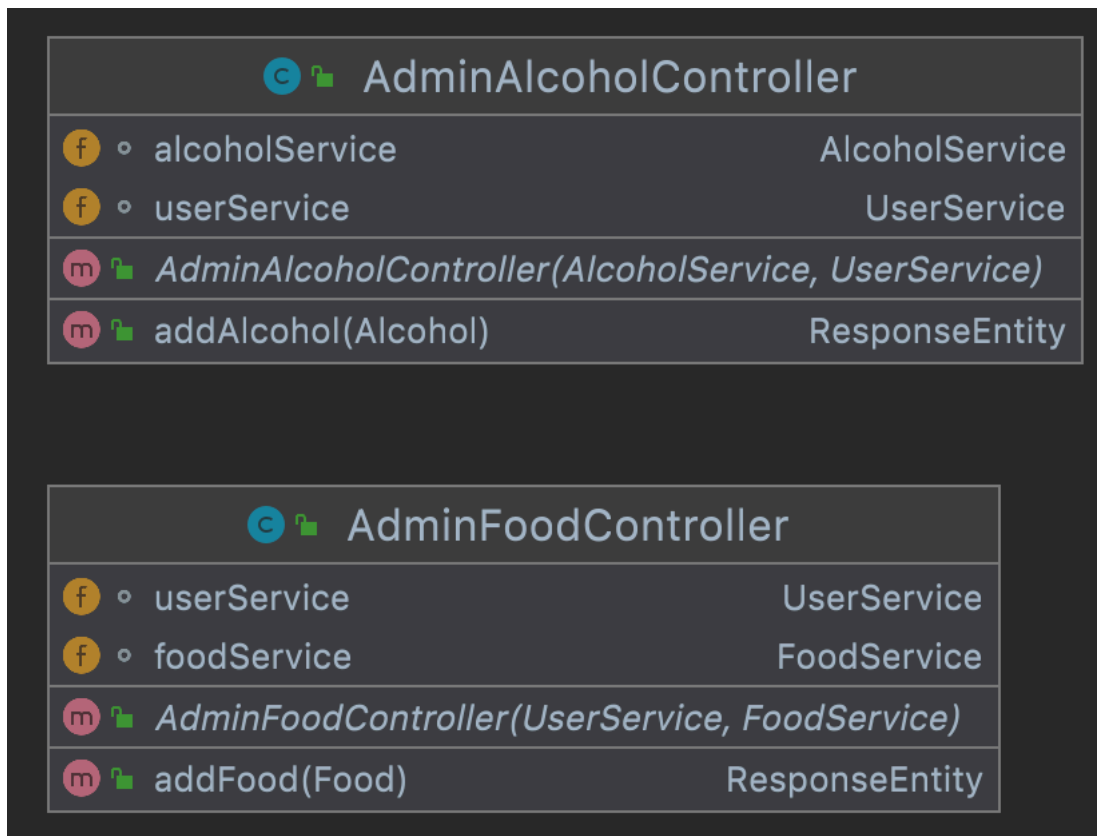 AdminAlcoholController
alcoholService AlcoholService
userService UserService
AdminAlcoholController(AlcoholService, UserService)
addAlcohol(Alcohol) ResponseEntity
AdminFoodController
userService UserService
foodService FoodService
AdminFoodController(UserService, FoodService)
addFood(Food) ResponseEntity